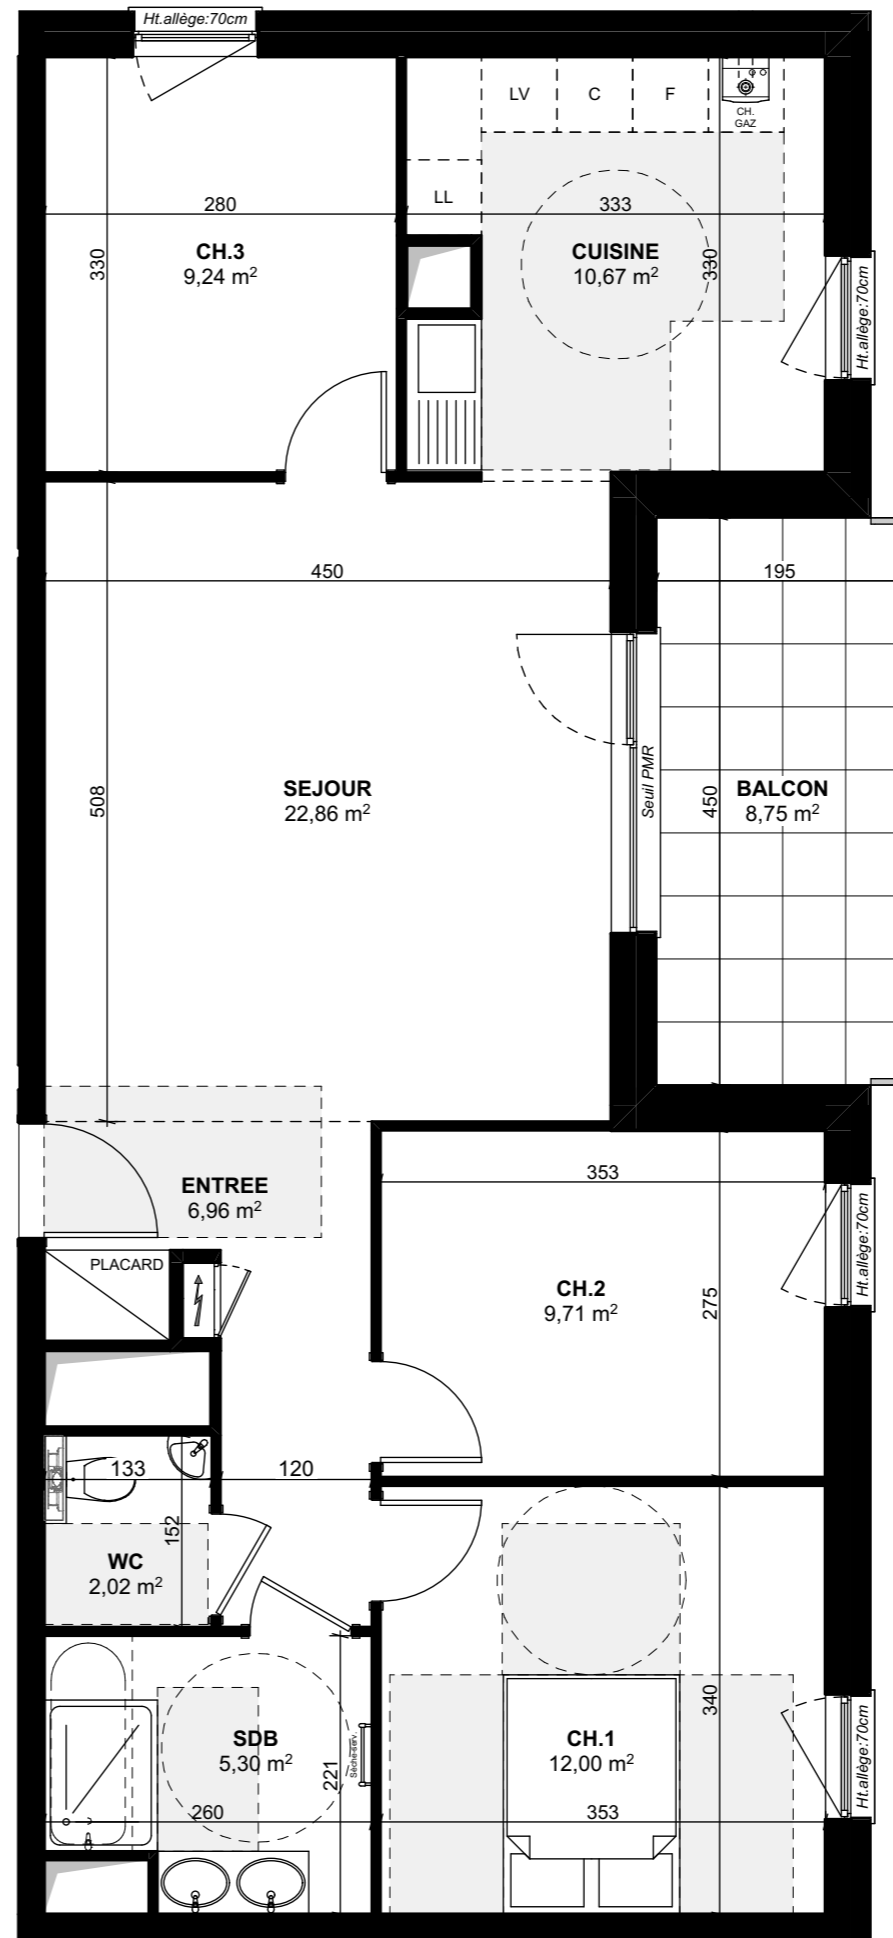 Ht.allège:70cm
LV
C
F
CH.
GAZ
LL
280
333
CH.3
9,24 m²
330
CUISINE
10,67 m²
330
Ht.allège:70cm
450
195
SEJOUR
22,86 m²
508
Seuil PMR
BALCON
8,75 m²
450
ENTREE
6,96 m²
353
Ht.allège:70cm
PLACARD
CH.2
9,71 m²
275
133
120
152
WC
2,02 m²
SDB
5,30 m²
Sèche-serv.
221
260
CH.1
12,00 m²
340
353
Ht.allège:70cm